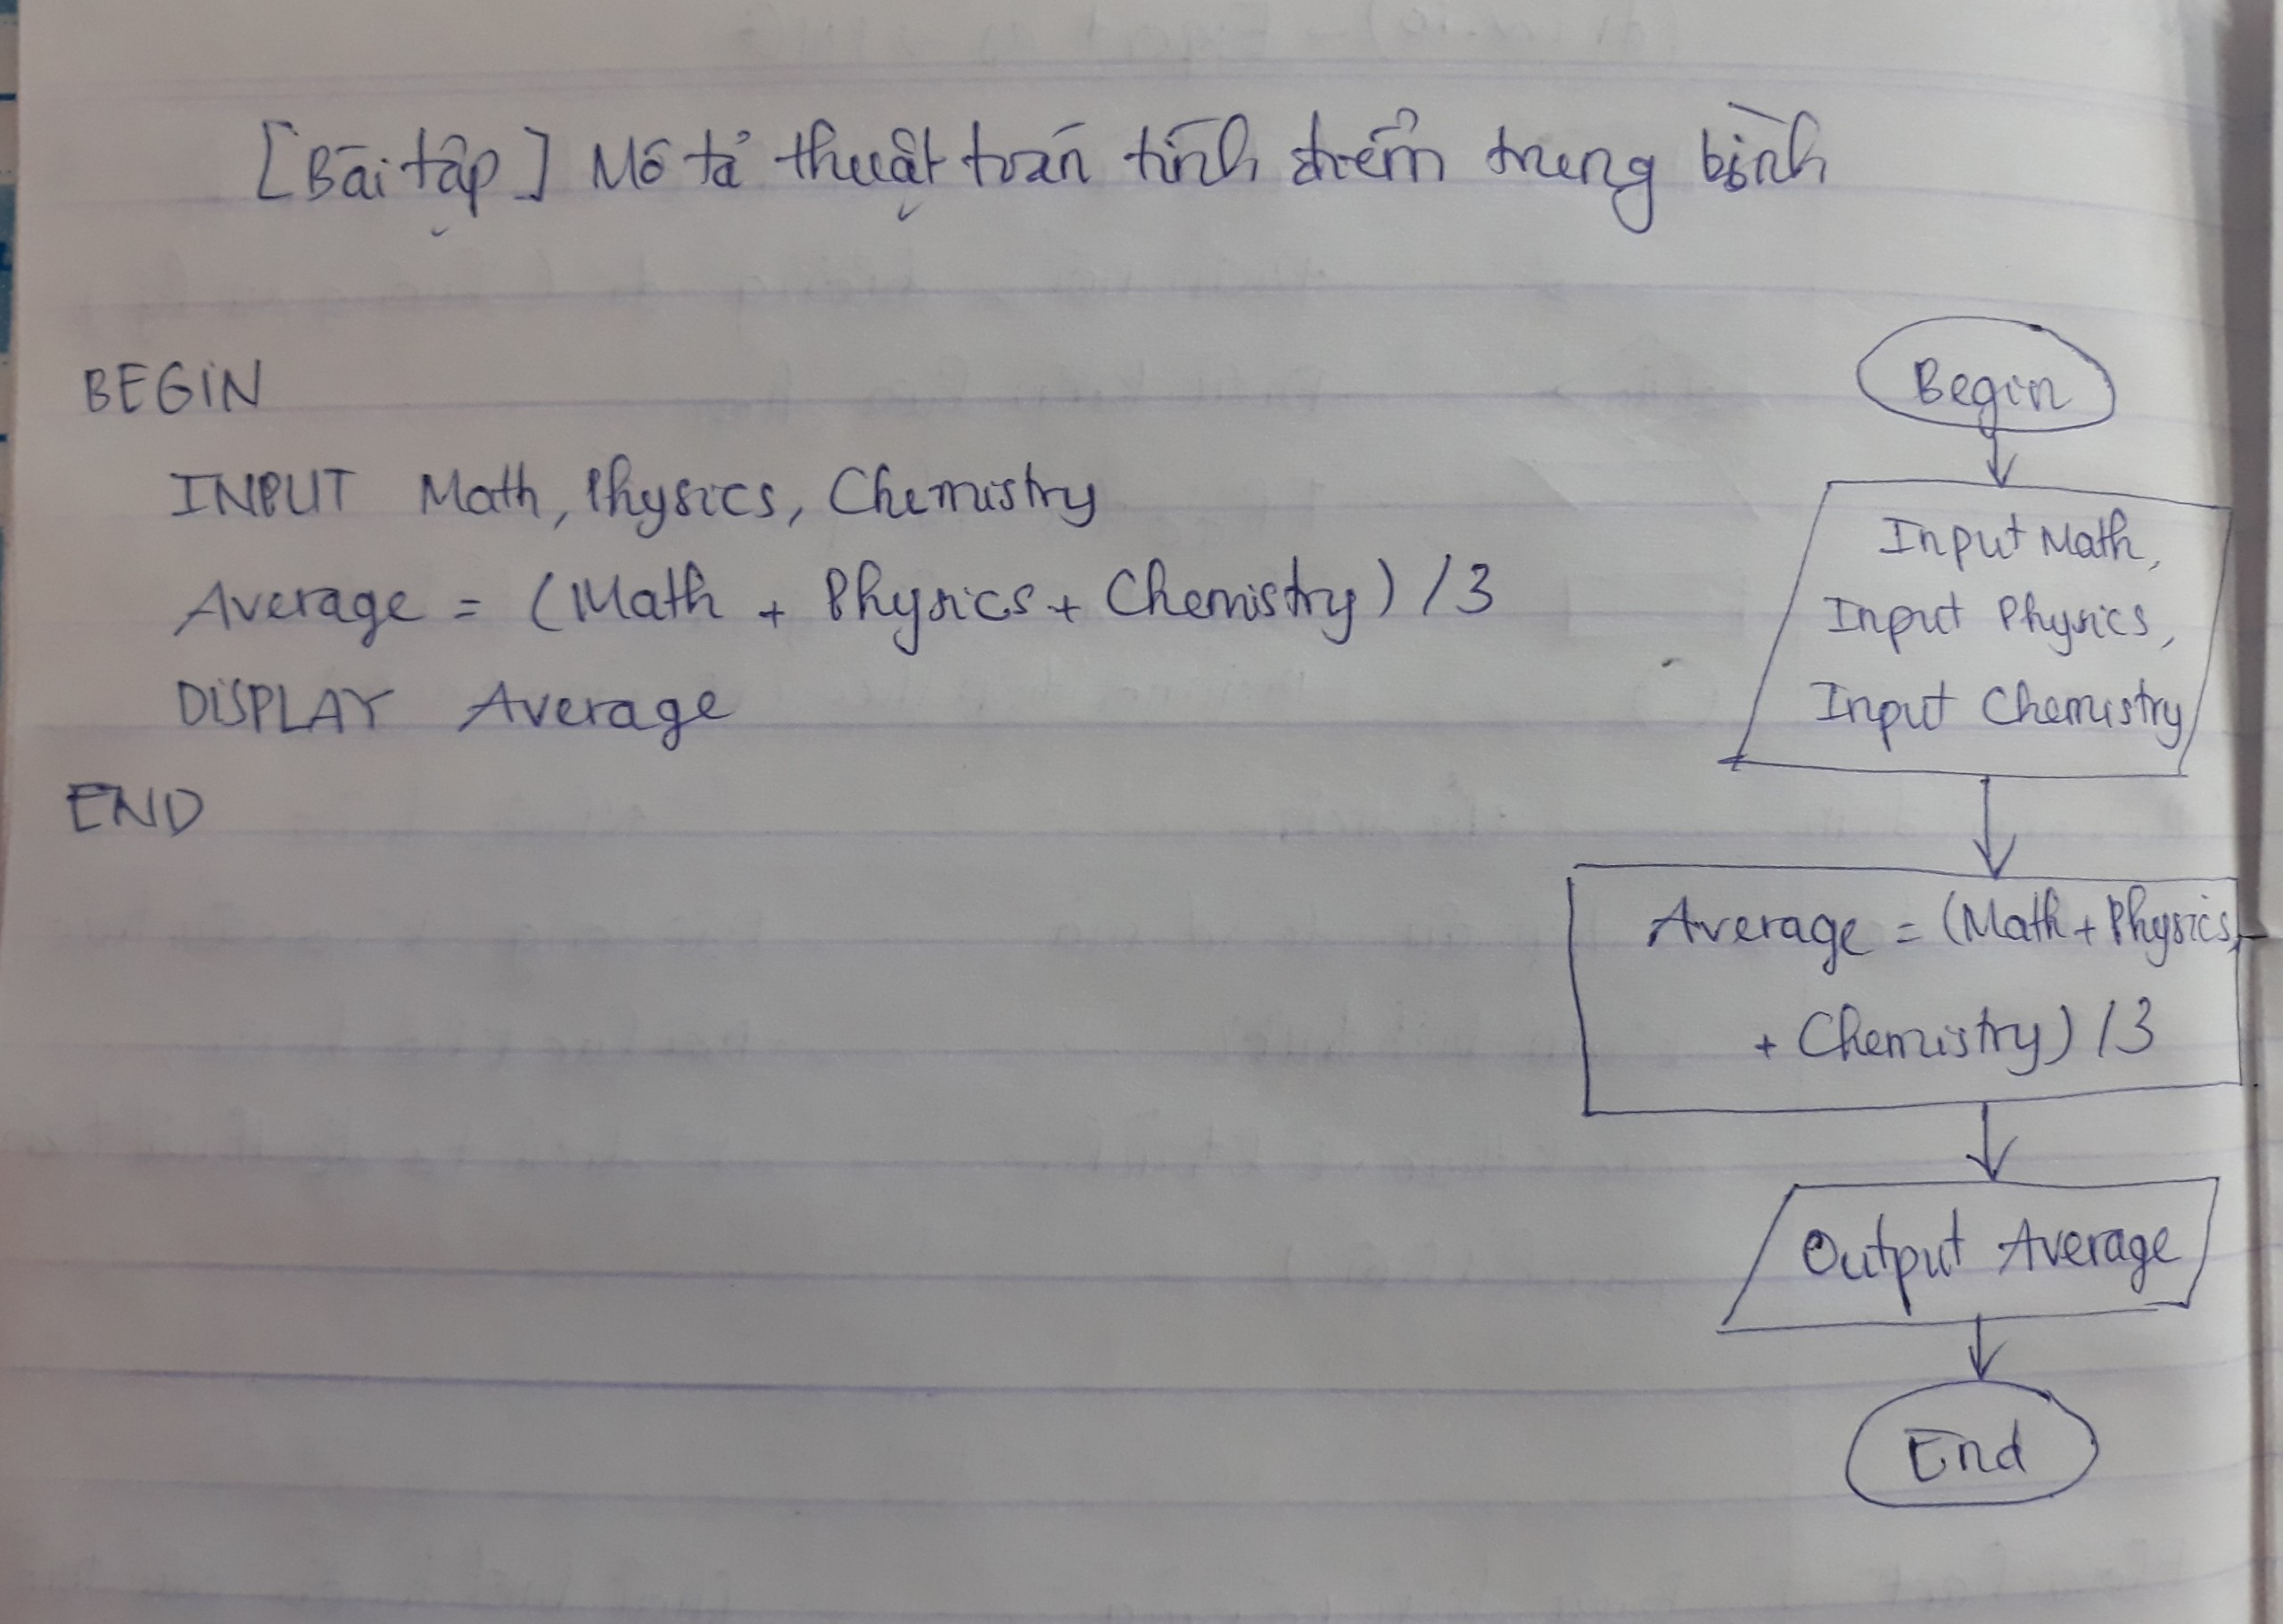 [Bài tập] Mô tả thuật toán tính điểm trung bình
BEGIN
INPUT Math, Physics, Chemistry
Average = (Math + Physics + Chemistry) / 3
DISPLAY Average
END
Begin
Input Math,
Input Physics,
Input Chemistry
Average = (Math + Physics
+ Chemistry) / 3
Output Average
End